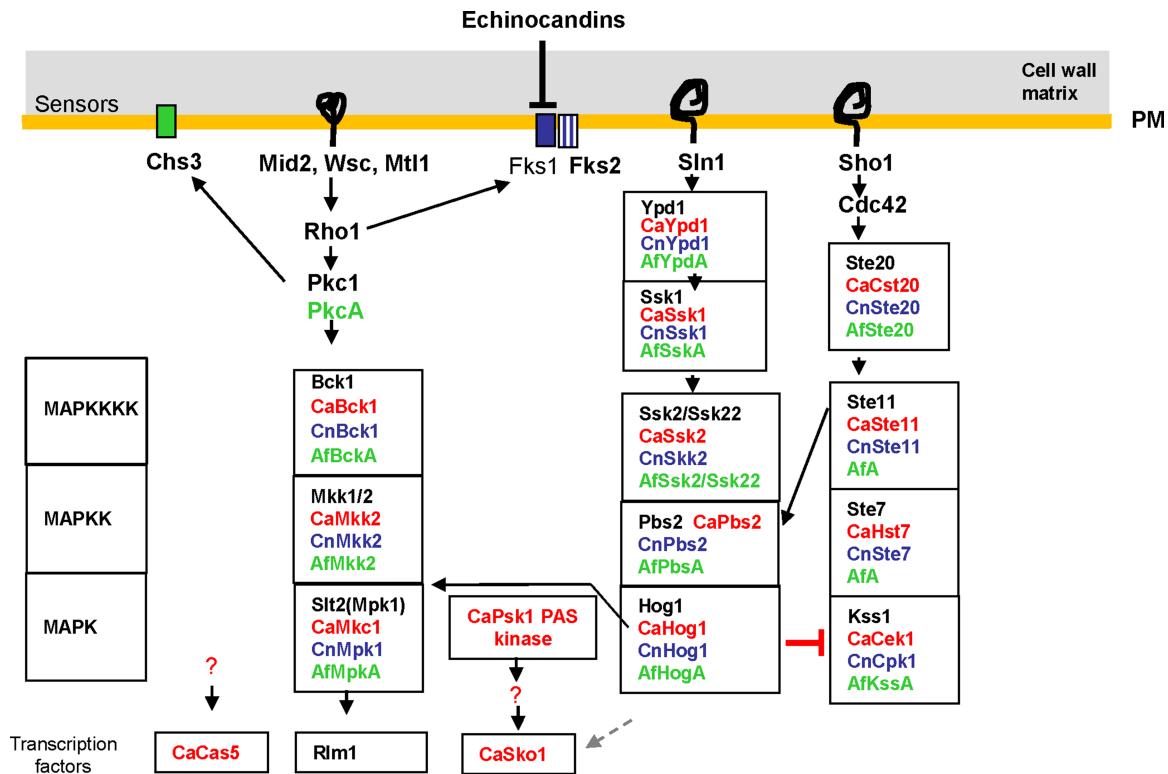 Echinocandins
Cell wall
matrix
Sensors
PM
Chs3
Mid2, Wsc, Mtl1
Fks1 Fks2
Sln1
Sho1
Rho1
Pkc1
PkcA
Ypd1
CaYpd1
CnYpd1
AfYpdA
Ssk1
CaSsk1
CnSsk1
AfSskA
Cdc42
Ste20
CaCst20
CnSte20
AfSte20
MAPKKKK
MAPKK
MAPK
Bck1
CaBck1
CnBck1
AfBckA
Mkk1/2
CaMkk2
CnMkk2
AfMkk2
Slt2(Mpk1)
CaMkc1
CnMpk1
AfMpkA
CaPsk1 PAS
kinase
Ssk2/Ssk22
CaSsk2
CnSkk2
AfSsk2/Ssk22
Pbs2 CaPbs2
CnPbs2
AfPbsA
Hog1
CaHog1
CnHog1
AfHogA
Ste11
CaSte11
CnSte11
AfA
Ste7
CaHst7
CnSte7
AfA
Kss1
CaCek1
CnCpk1
AfKssA
?
?
Transcription
factors
CaCas5
Rlm1
CaSko1